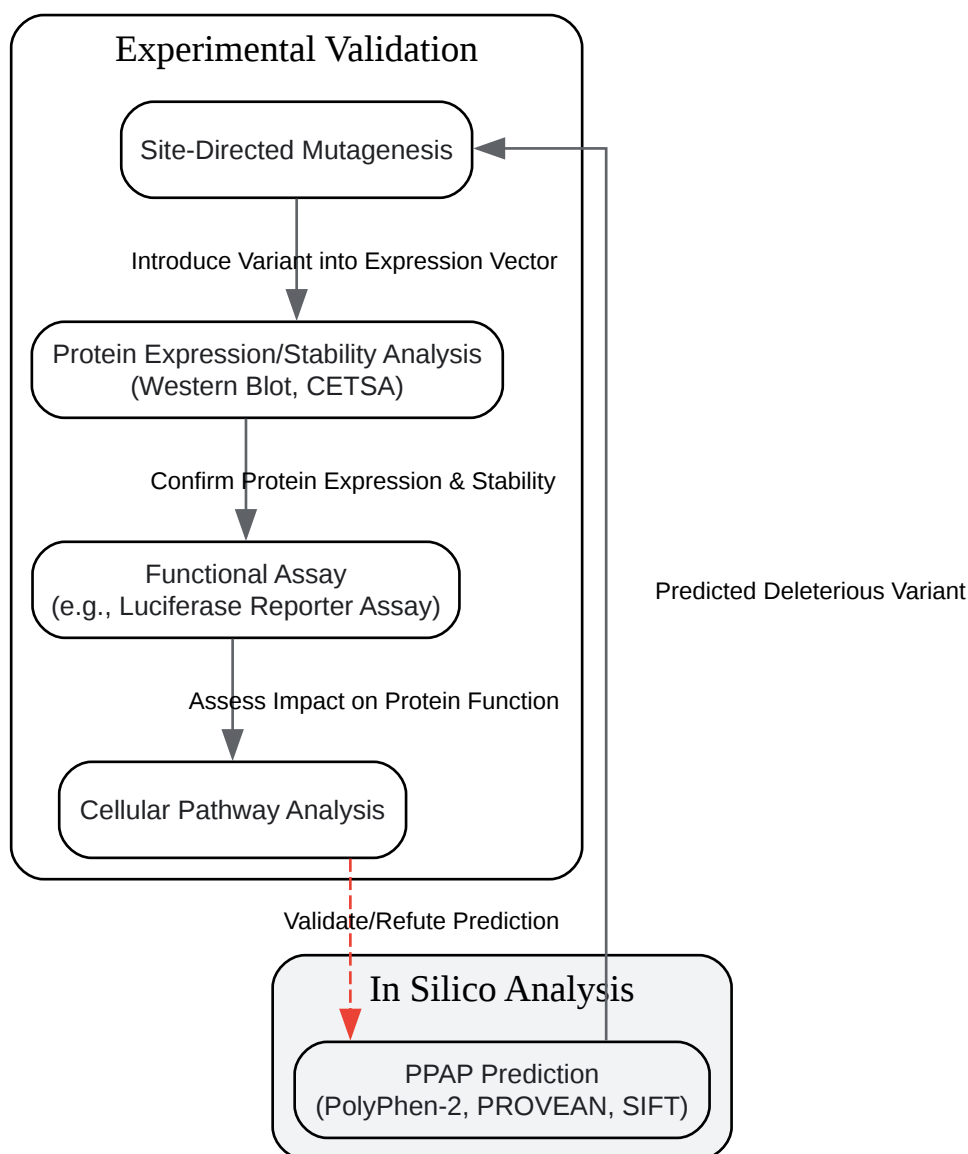 Experimental Validation
Site-Directed Mutagenesis
Introduce Variant into Expression Vector
Protein Expression/Stability Analysis
(Western Blot, CETSA)
Confirm Protein Expression & Stability
Functional Assay
(e.g., Luciferase Reporter Assay)
Predicted Deleterious Variant
Assess Impact on Protein Function
Cellular Pathway Analysis
Validate/Refute Prediction
In Silico Analysis
PPAP Prediction
(PolyPhen-2, PROVEAN, SIFT)